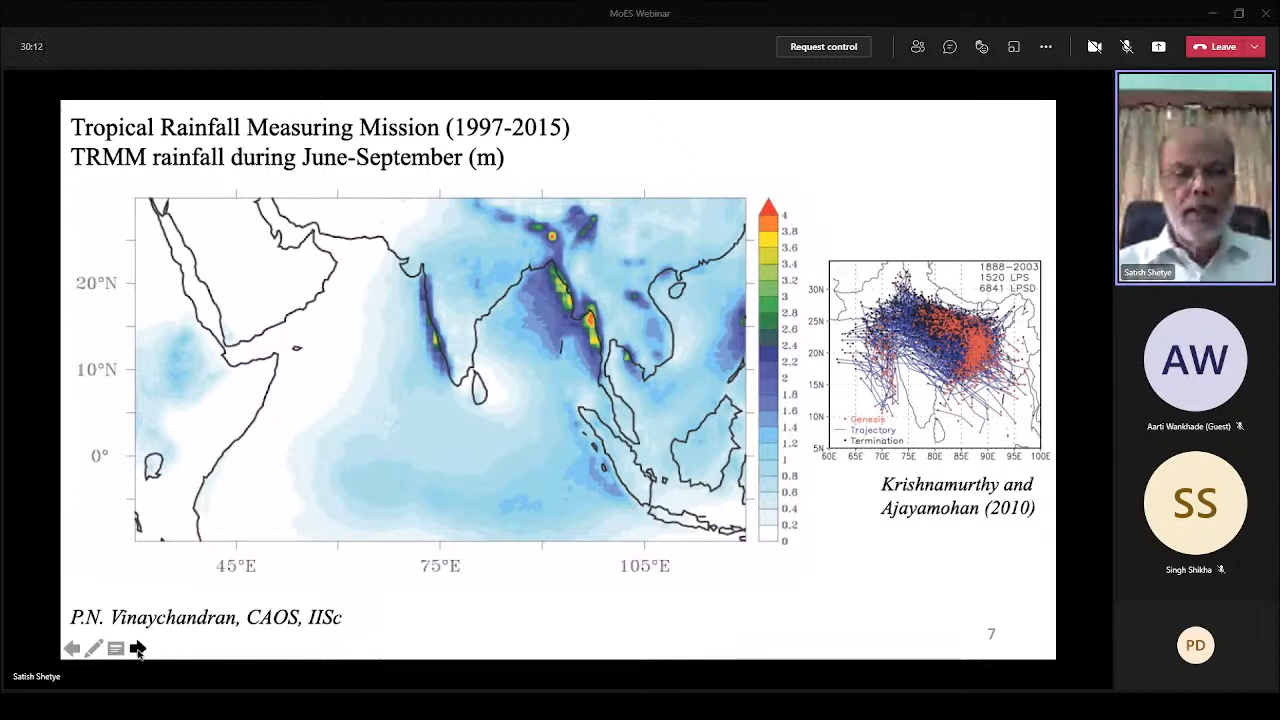 MoES Webinar
30:12
Request control
Leave
Tropical Rainfall Measuring Mission (1997-2015)
TRMM rainfall during June-September (m)
20°N
10°N
0°
45°E
75°E
105°E
4
3.8
3.6
3.4
3.2
3
2.8
2.6
2.4
2.2
2
1.8
1.6
1.4
1.2
1
0.8
0.6
0.4
0.2
0
1888-2003
1520 LPS
6841 LPSD
30N
25N
20N
15N
10N
5N
Genesis
Trajectory
Termination
60E 65E 70E 75E 80E 85E 90E 95E 100E
Krishnamurthy and
Ajayamohan (2010)
P.N. Vinaychandran, CAOS, IISc
7
Satish Shetye
Satish Shetye
AW
Aarti Wankhade (Guest)
SS
Singh Shikha
PD